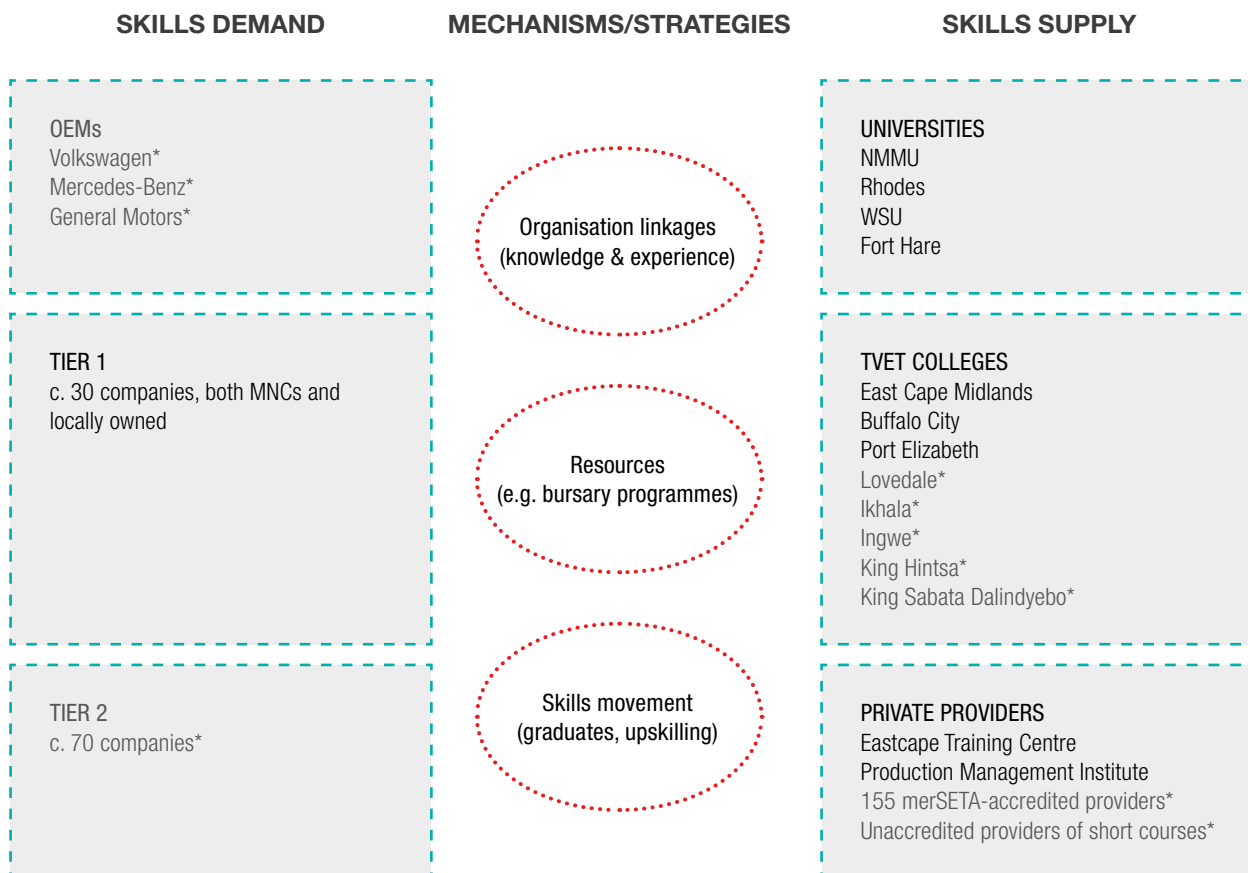 SKILLS DEMAND
OEMs
Volkswagen*
Mercedes-Benz*
General Motors*
TIER 1
c. 30 companies, both MNCs and
locally owned
TIER 2
c. 70 companies*
MECHANISMS/STRATEGIES
Organisation linkages
(knowledge & experience)
Resources
(e.g. bursary programmes)
Skills movement
(graduates, upskilling)
SKILLS SUPPLY
UNIVERSITIES
NMMU
Rhodes
WSU
Fort Hare
TVET COLLEGES
East Cape Midlands
Buffalo City
Port Elizabeth
Lovedale*
Ikhala*
Ingwe*
King Hintsa*
King Sabata Dalindyebo*
PRIVATE PROVIDERS
Eastcape Training Centre
Production Management Institute
155 merSETA-accredited providers*
Unaccredited providers of short courses*